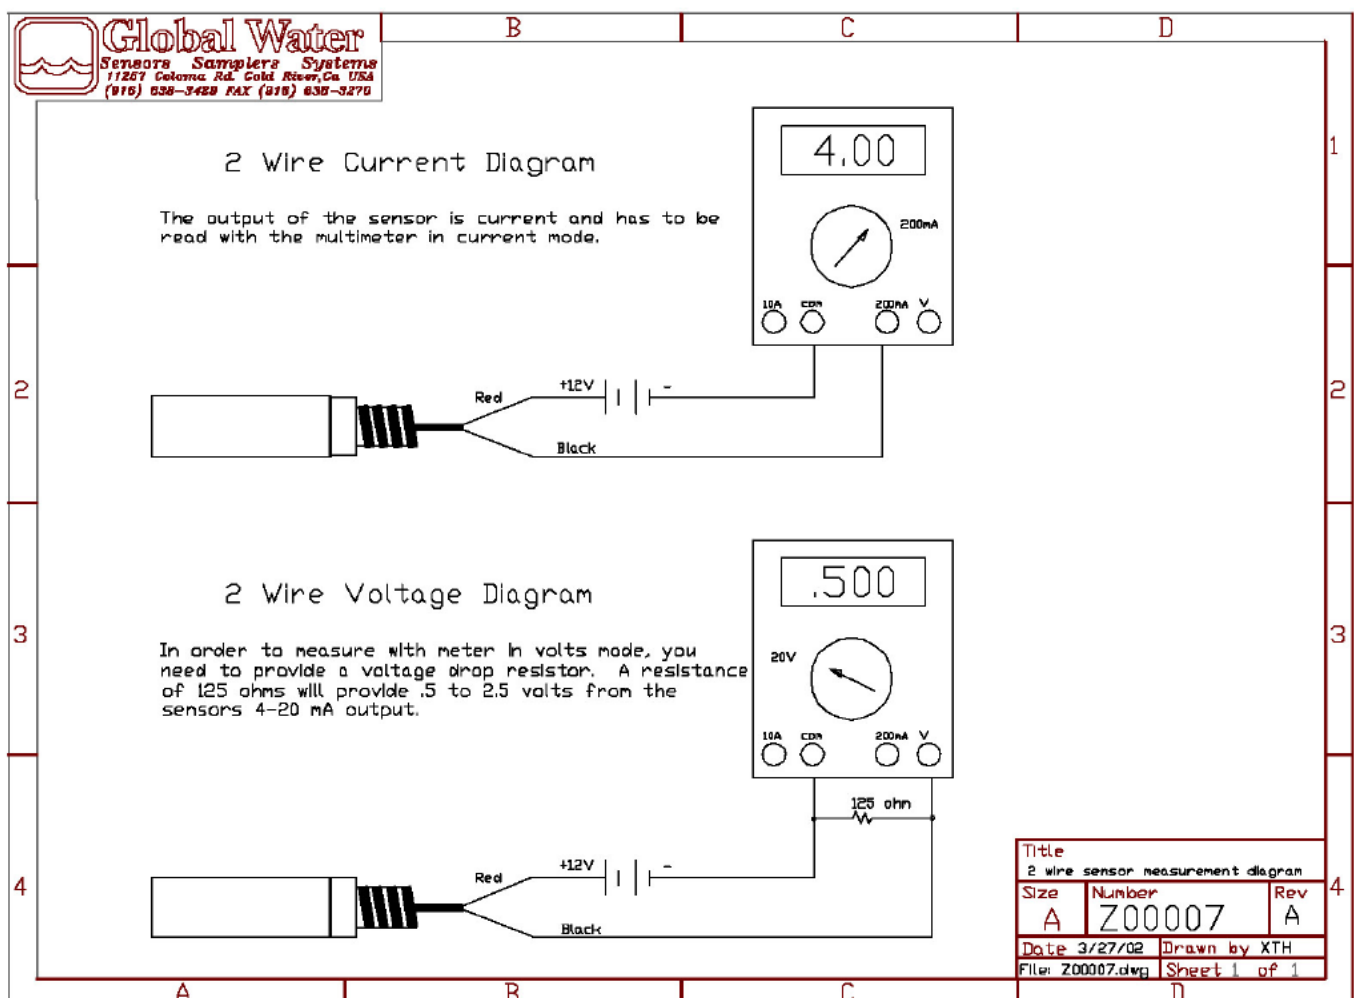 Global Water
Sensors Samplers Systems
11257 Coloma Rd. Gold River, Ca USA
(916) 638-3429 FAX (916) 638-3270
B
C
D
1
2 Wire Current Diagram
The output of the sensor is current and has to be
read with the multimeter in current mode.
4.00
200mA
10A
com
200mA
V
2
2
Red
+12V
-
Black
3
3
2 Wire Voltage Diagram
In order to measure with meter in volts mode, you
need to provide a voltage drop resistor. A resistance
of 125 ohms will provide .5 to 2.5 volts from the
sensors 4-20 mA output.
.500
20V
10A
com
200mA
V
125 ohm
4
4
Red
+12V
-
Black
Title
2 wire sensor measurement diagram
Size
A
Number
Z00007
Rev
A
Date 3/27/02
Drawn by XTH
File: Z00007.dwg
Sheet 1 of 1
A
B
C
D